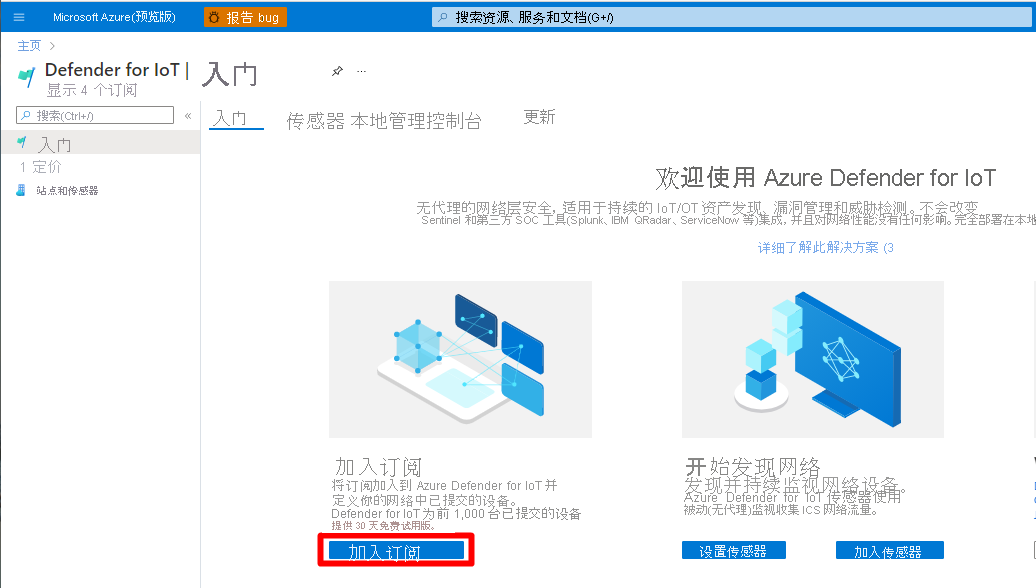 Microsoft Azure(预览版)
报告 bug
搜索资源、服务和文档(G+/)
主页
Defender for IoT | 入门
显示 4 个订阅
...
搜索(Ctrl+/)
«
入门
1 定价
站点和传感器
入门
传感器 本地管理控制台
更新
欢迎使用 Azure Defender for IoT
无代理的网络层安全，适用于持续的 IoT/OT 资产发现、漏洞管理和威胁检测。不会改变
Sentinel 和第三方 SOC 工具(Splunk、IBM QRadar、ServiceNow 等)集成，并且对网络性能没有任何影响。完全部署在本地
详细了解此解决方案 (3
加入订阅
将订阅加入到 Azure Defender for IoT 并
定义你的网络中已提交的设备。
Defender for IoT 为前 1,000 台已提交的设备
提供 30 天免费试用版。
加入订阅
开始发现网络
发现并持续监视网络设备。
Azure Defender for IoT 传感器使用
被动(无代理)监视收集 ICS 网络流量。
设置传感器
加入传感器